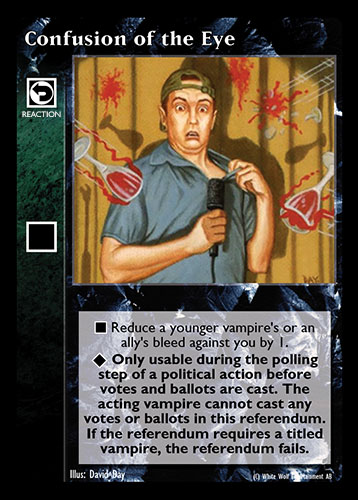 Confusion of the Eye
REACTION
DAY
Reduce a younger vampire's or an
ally's bleed against you by 1.
Only usable during the polling
step of a political action before
votes and ballots are cast. The
acting vampire cannot cast any
votes or ballots in this referendum.
If the referendum requires a titled
vampire, the referendum fails.
Illus: David Day
(C) White Wolf Entertainment AB